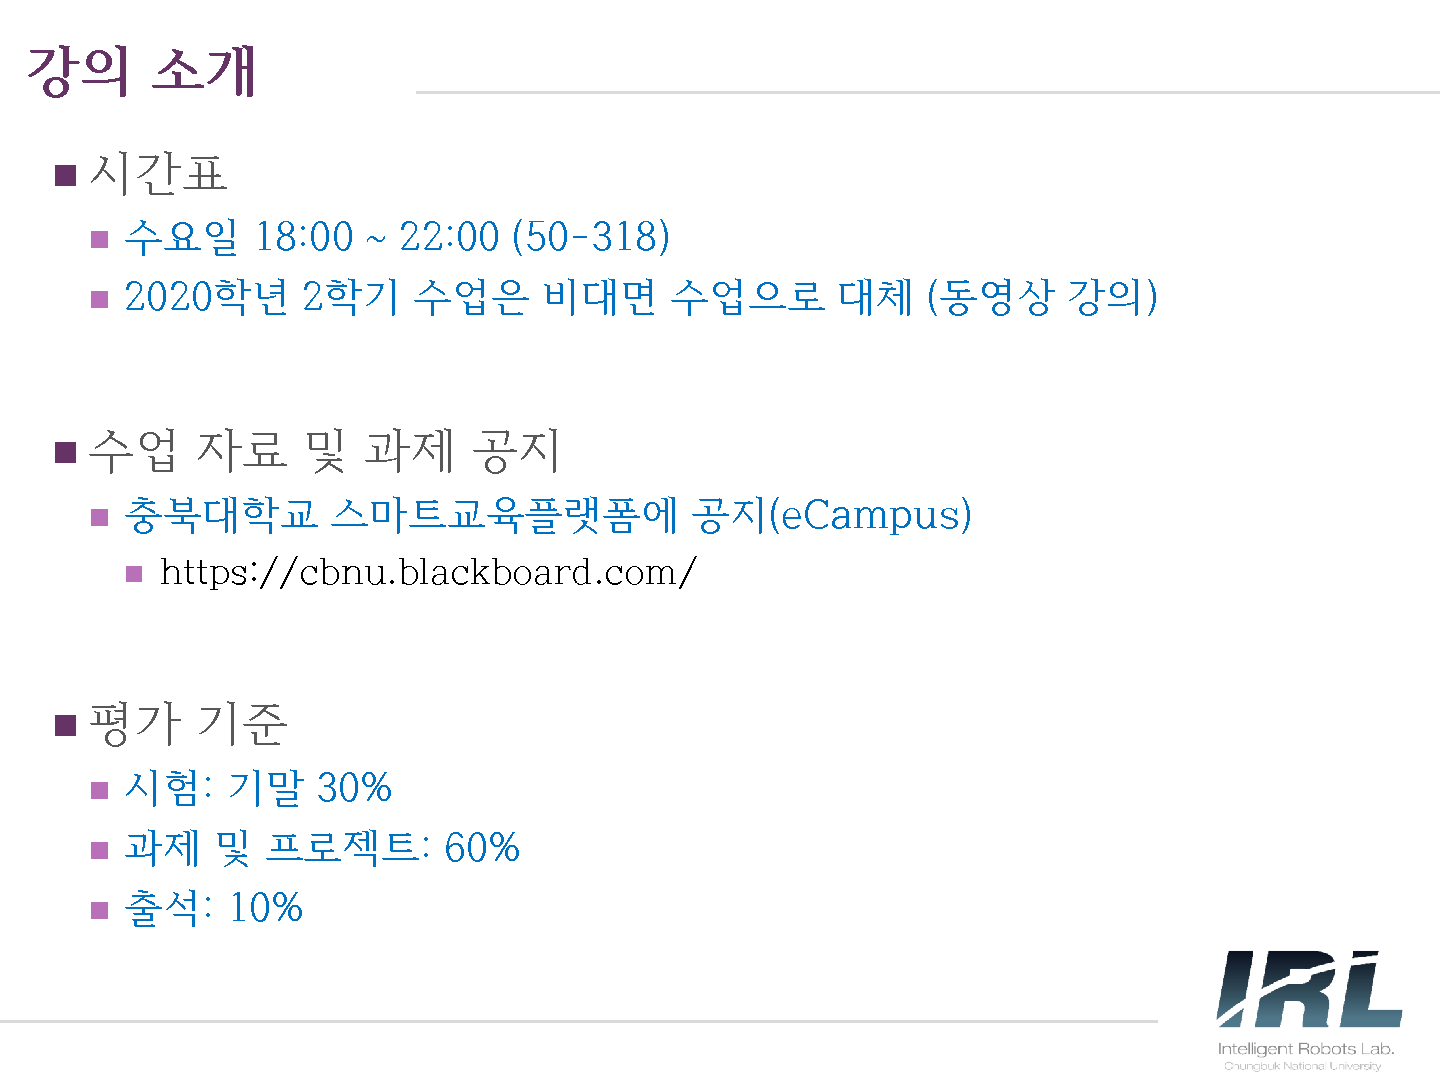 강의 소개
시간표
수요일 18:00 ~ 22:00 (50-318)
2020학년 2학기 수업은 비대면 수업으로 대체 (동영상 강의)
수업 자료 및 과제 공지
충북대학교 스마트교육플랫폼에 공지(eCampus)
https://cbnu.blackboard.com/
평가 기준
시험: 기말 30%
과제 및 프로젝트: 60%
출석: 10%
IRL
Intelligent Robots Lab.
Chungbuk National University